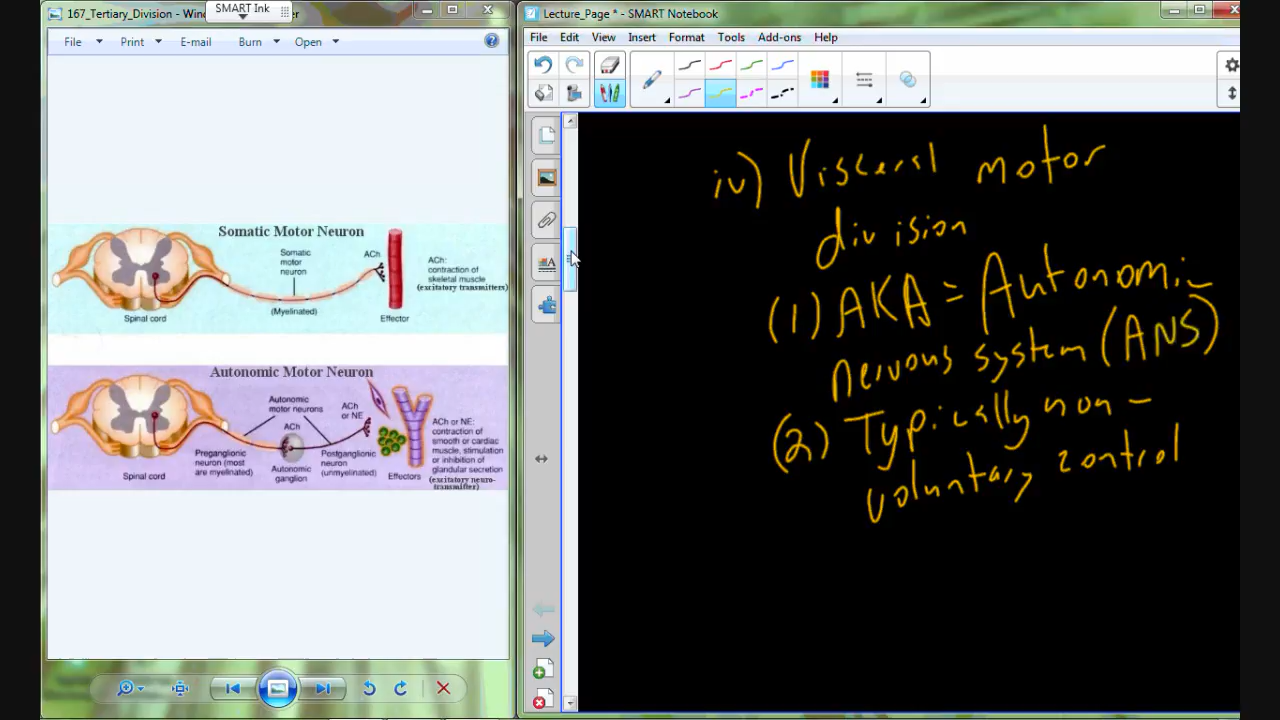 167_Tertiary_Division - Win
SMART Ink
er
File Print E-mail Burn Open
Somatic Motor Neuron
Somatic
motor
neuron
ACh
ACh:
contraction of
skeletal muscle
(excitatory transmitters)
(Myelinated)
Spinal cord
Effector
Autonomic Motor Neuron
Autonomic
motor neurons
ACh
or NE
ACh
ACh or NE:
contraction of
smooth or cardiac
muscle, stimulation
or inhibition of
glandular secretion
(excitatory neuro-
transmitter)
Preganglionic
neuron (most
are myelinated)
Postganglionic
neuron
(unmyelinated)
Spinal cord
Autonomic
ganglion
Effectors
Lecture_Page * - SMART Notebook
File Edit View Insert Format Tools Add-ons Help
iv) Visceral motor
division
(1) AKA = Autonomic
nervous system (ANS)
(2) Typically non-
voluntary control